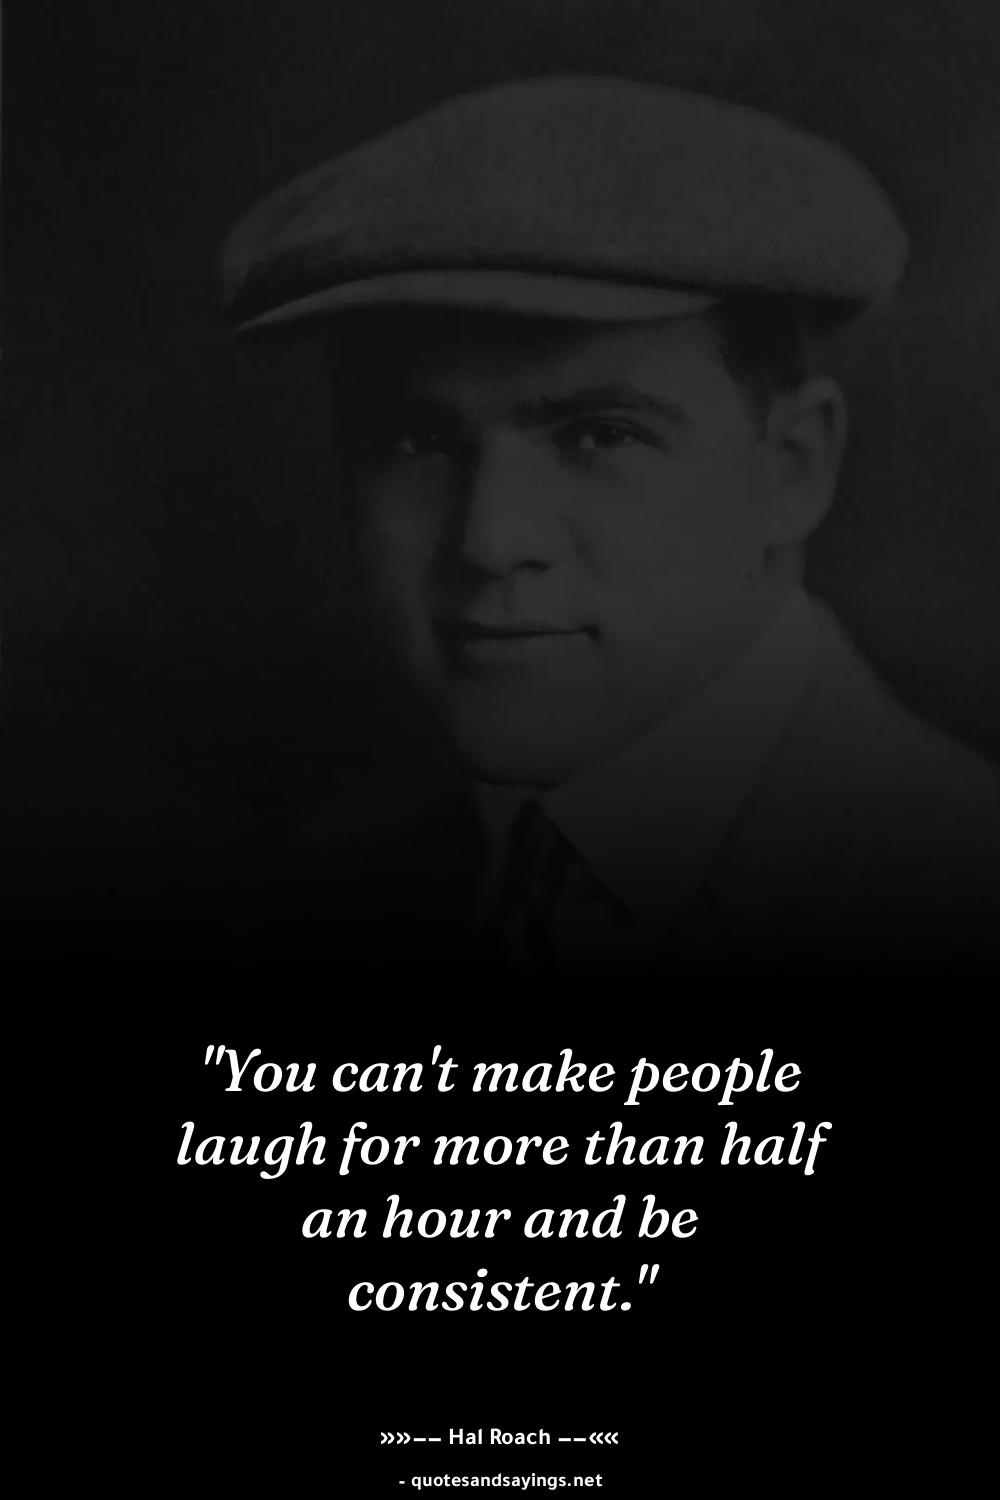 "You can't make people
laugh for more than half
an hour and be
consistent."
»»−− Hal Roach −−««
- quotesandsayings.net